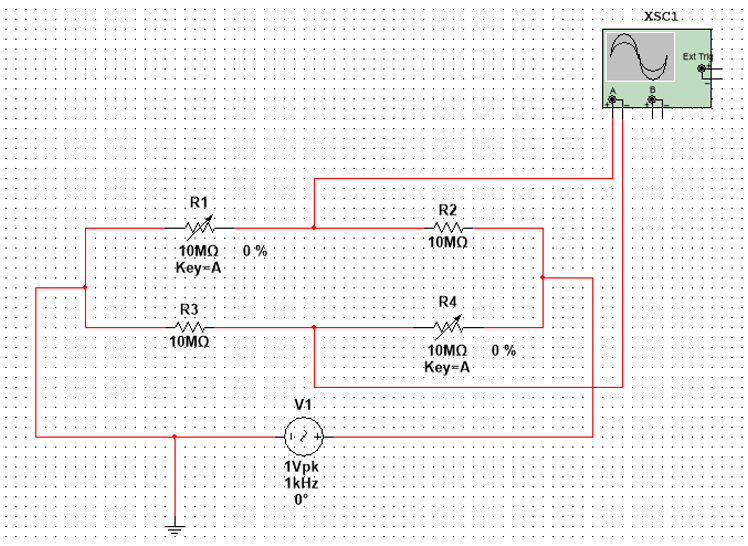 XSC1
Ext Trig
+
−
A
B
+ − + −
R1
10MΩ 0 %
Key=A
R2
10MΩ
R3
10MΩ
R4
10MΩ 0 %
Key=A
V1
+
1Vpk
1kHz
0°